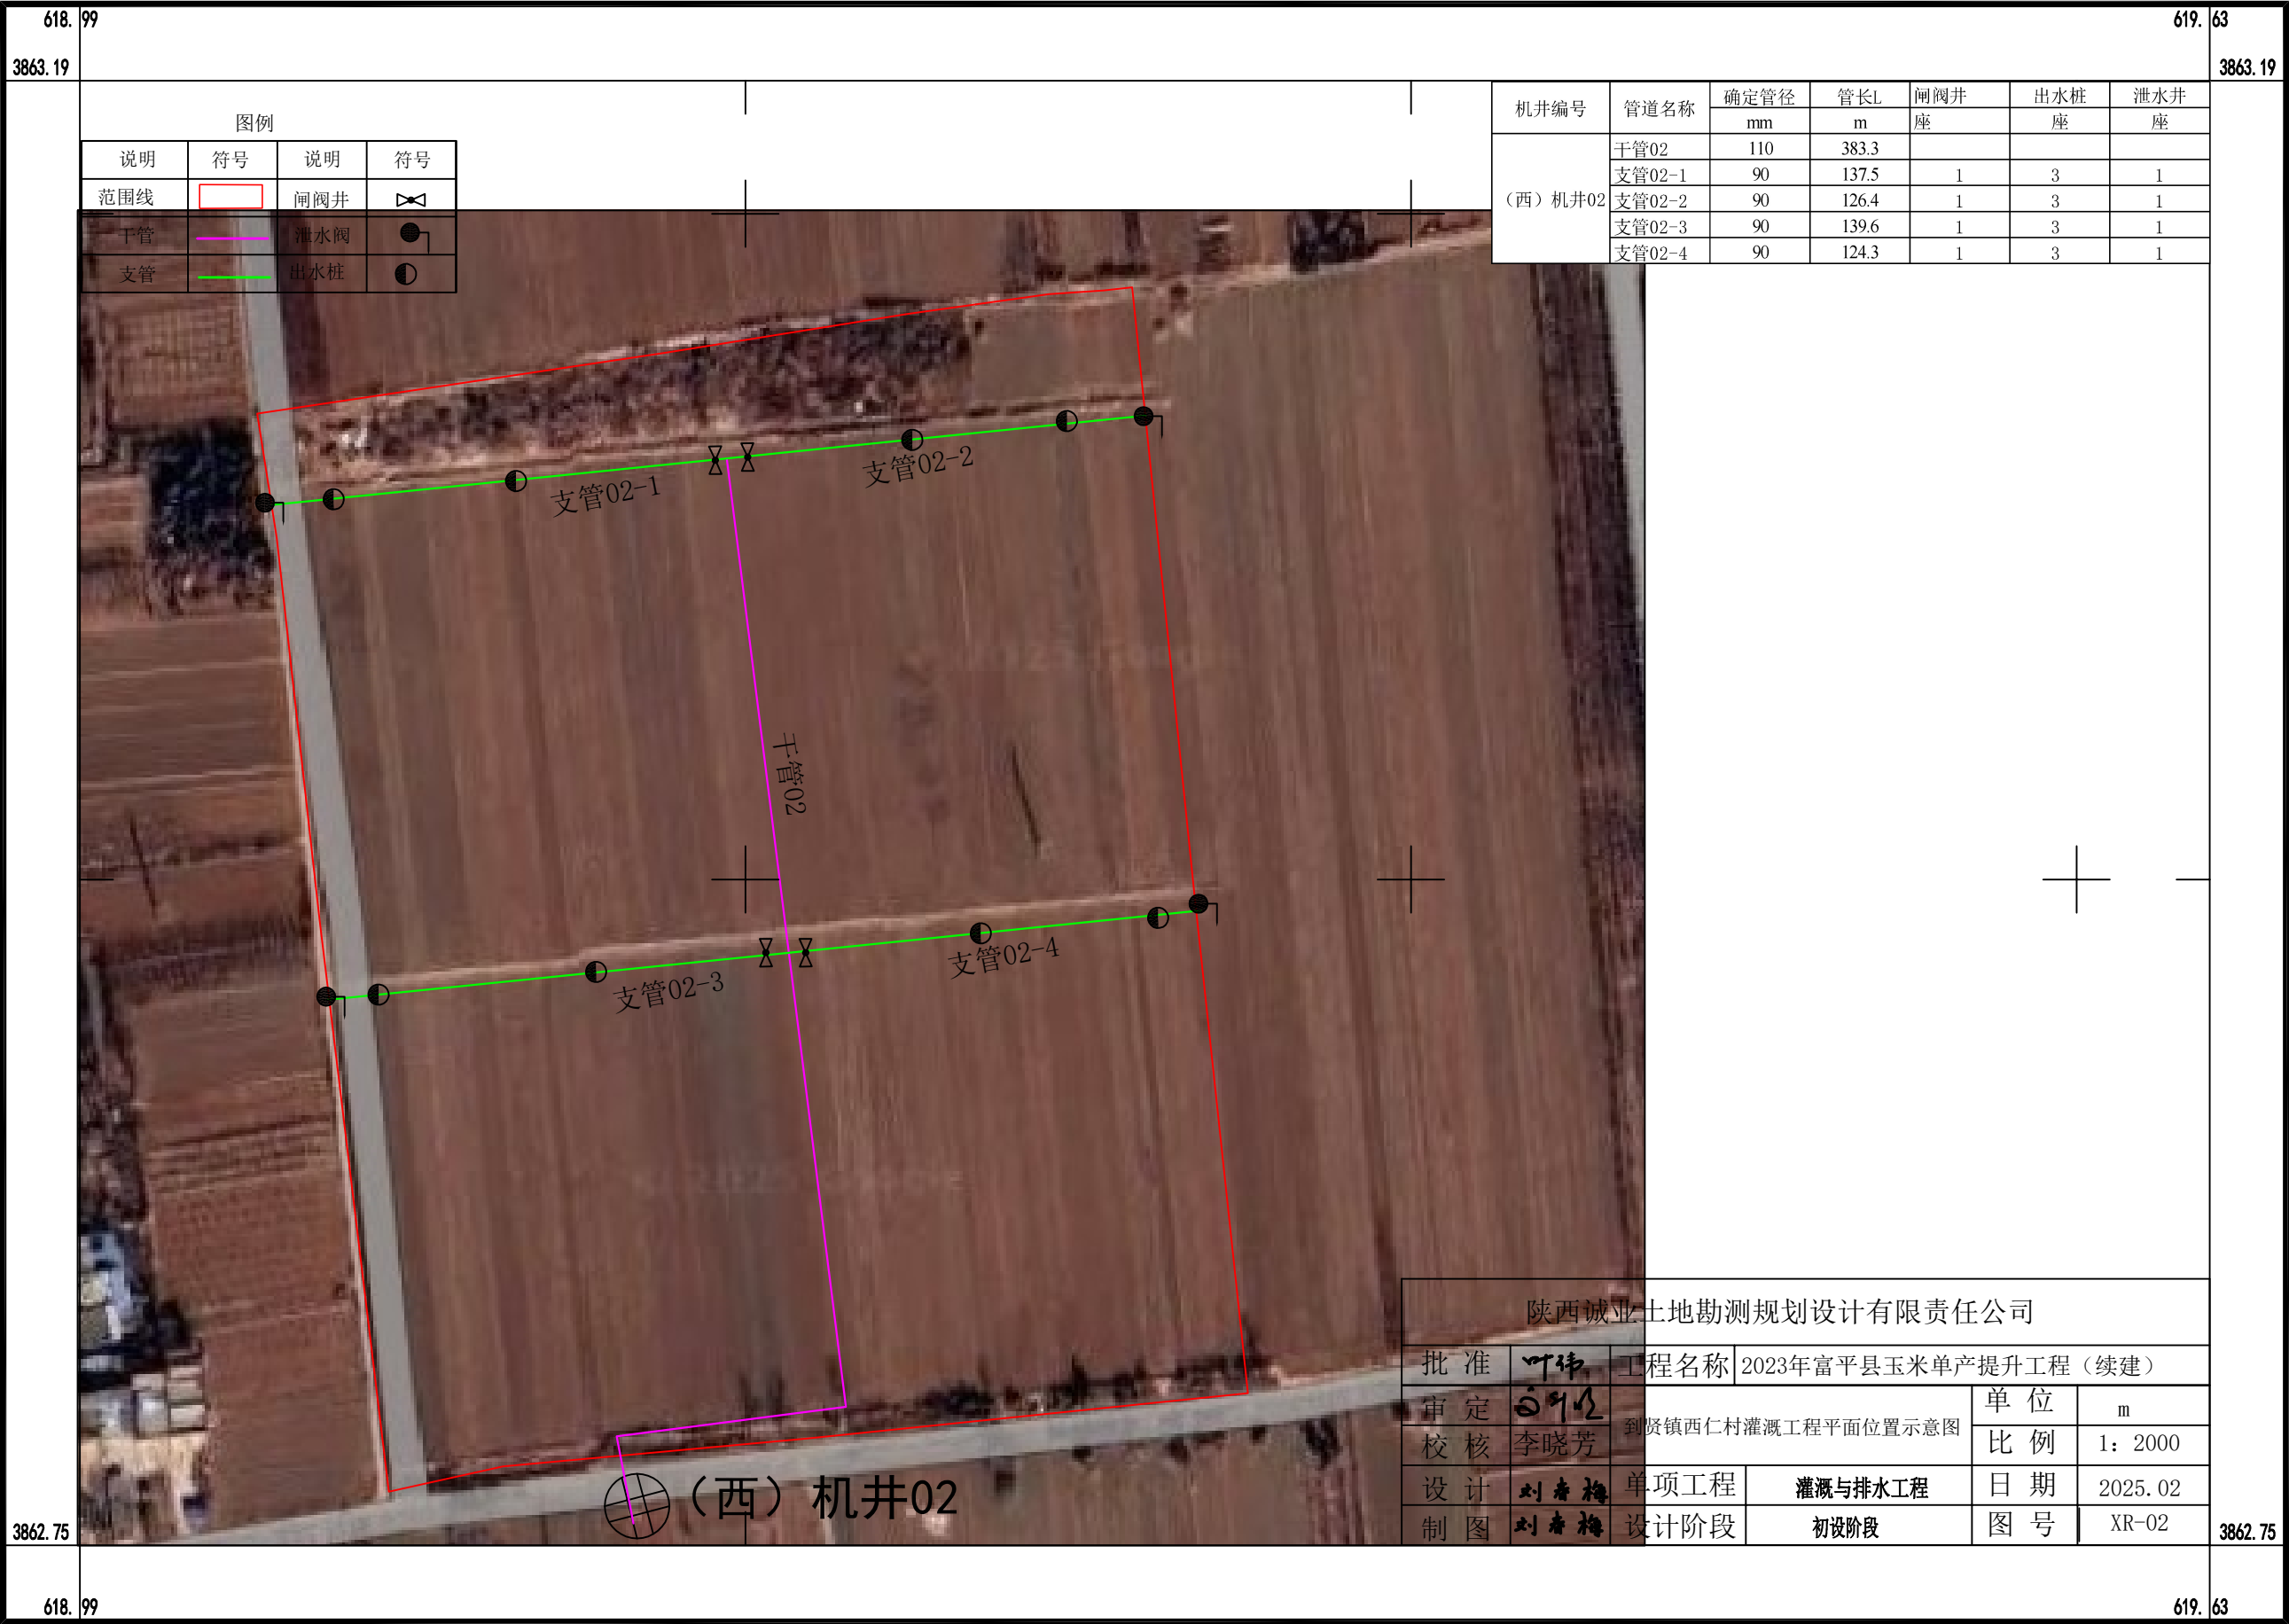 618. 99
619. 63
3863.19
3863.19
图例
说明 符号 说明 符号
范围线 闸阀井
干管 泄水阀
支管 出水桩
机井编号 管道名称 确定管径 管长L 闸阀井 出水桩 泄水井
mm m 座 座 座
(西)机井02
干管02 110 383.3
支管02-1 90 137.5 1 3 1
支管02-2 90 126.4 1 3 1
支管02-3 90 139.6 1 3 1
支管02-4 90 124.3 1 3 1
支管02-1
支管02-2
干管02
支管02-3
支管02-4
(西)机井02
陕西诚业土地勘测规划设计有限责任公司
批 准 叶伟 工程名称 2023年富平县玉米单产提升工程(续建)
审 定
校 核 李晓芳
到贤镇西仁村灌溉工程平面位置示意图
单 位 m
比 例 1: 2000
设 计 刘春梅 单项工程 灌溉与排水工程 日 期 2025.02
制 图 刘春梅 设计阶段 初设阶段 图 号 XR-02
3862.75
3862.75
618. 99
619. 63